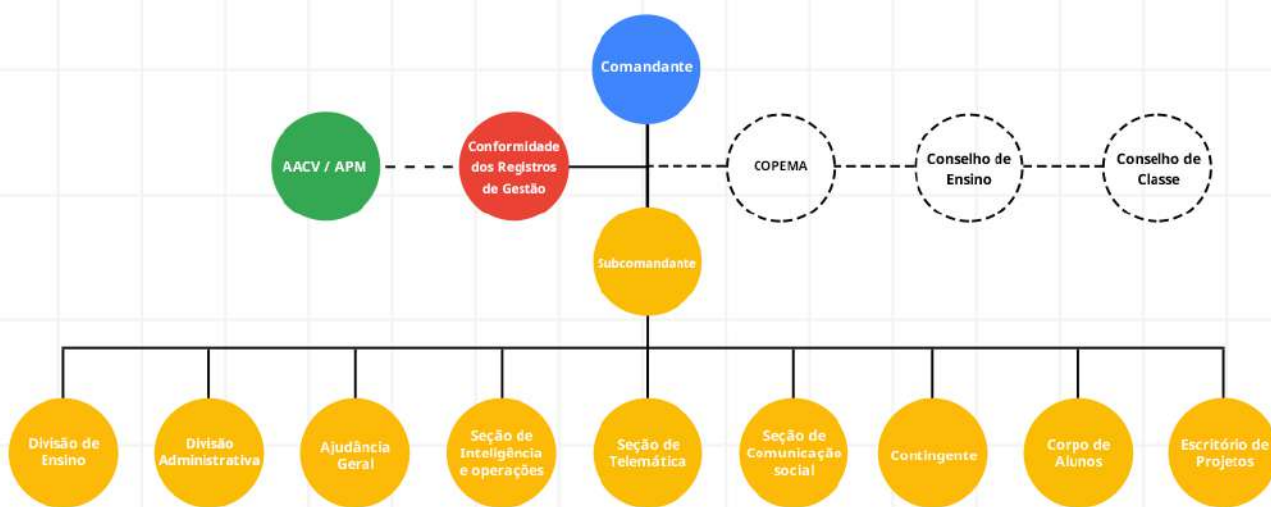 Comandante
AACV / APM
Conformidade
dos Registros
de Gestão
COPEMA
Conselho de
Ensino
Conselho de
Classe
Subcomandante
Divisão de
Ensino
Divisão
Administrativa
Ajudância
Geral
Seção de
Inteligência
e operações
Seção de
Telemática
Seção de
Comunicação
social
Contingente
Corpo de
Alunos
Escritório de
Projetos